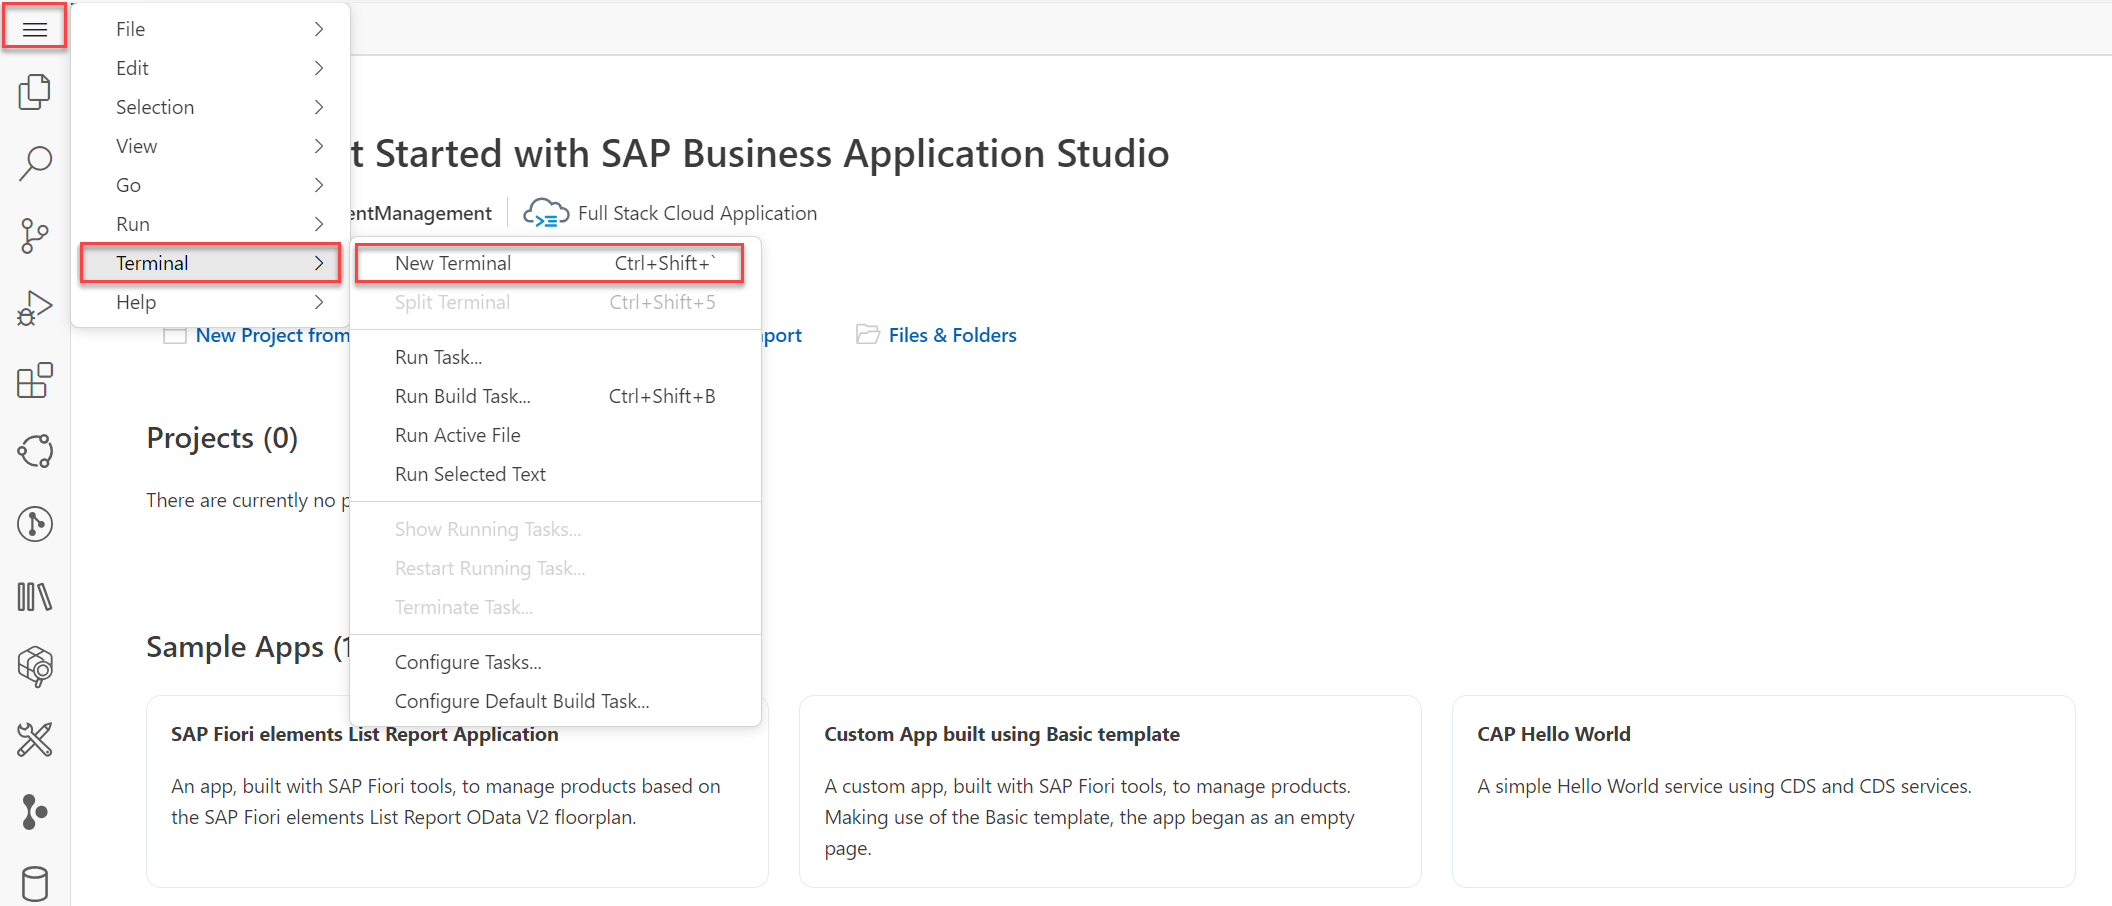 File
Edit
Selection
View
Go
Run
Terminal
Help
t Started with SAP Business Application Studio
entManagement
Full Stack Cloud Application
New Terminal Ctrl+Shift+`
Split Terminal Ctrl+Shift+5
Run Task...
Run Build Task... Ctrl+Shift+B
Run Active File
Run Selected Text
Show Running Tasks...
Restart Running Task...
Terminate Task...
Configure Tasks...
Configure Default Build Task...
New Project from
port
Files & Folders
Projects (0)
There are currently no p
Sample Apps (1
SAP Fiori elements List Report Application
An app, built with SAP Fiori tools, to manage products based on
the SAP Fiori elements List Report OData V2 floorplan.
Custom App built using Basic template
A custom app, built with SAP Fiori tools, to manage products.
Making use of the Basic template, the app began as an empty
page.
CAP Hello World
A simple Hello World service using CDS and CDS services.